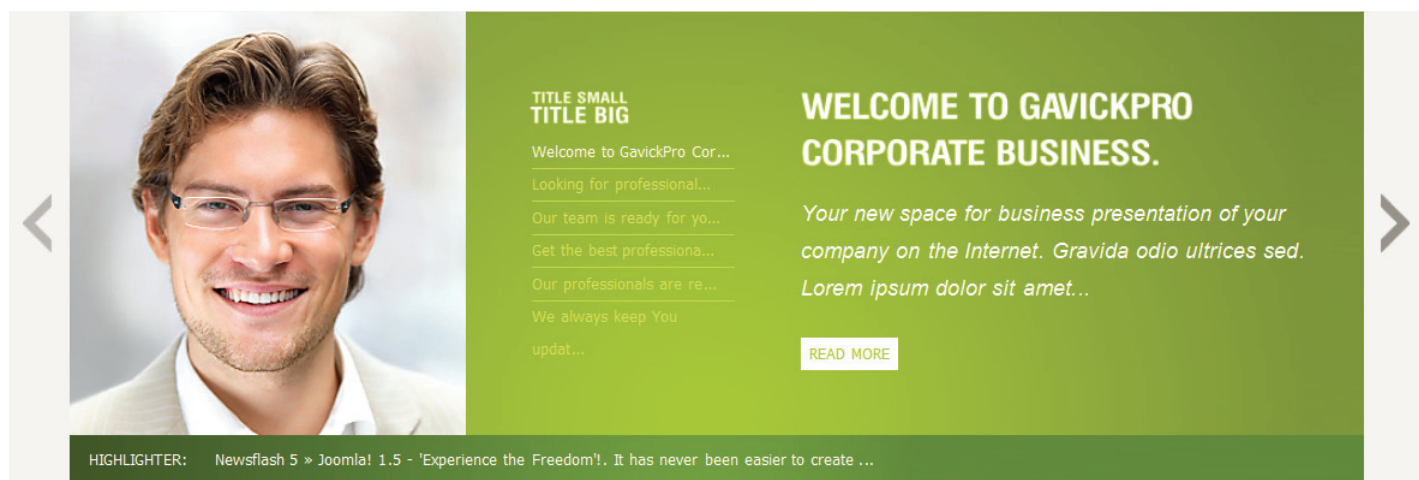 TITLE SMALL
TITLE BIG
Welcome to GavickPro Cor...
Looking for professional...
Our team is ready for yo...
Get the best professiona...
Our professionals are re...
We always keep You
updat...
WELCOME TO GAVICKPRO
CORPORATE BUSINESS.
Your new space for business presentation of your
company on the Internet. Gravida odio ultrices sed.
Lorem ipsum dolor sit amet...
READ MORE
HIGHLIGHTER: Newsflash 5 » Joomla! 1.5 - 'Experience the Freedom'!. It has never been easier to create ...